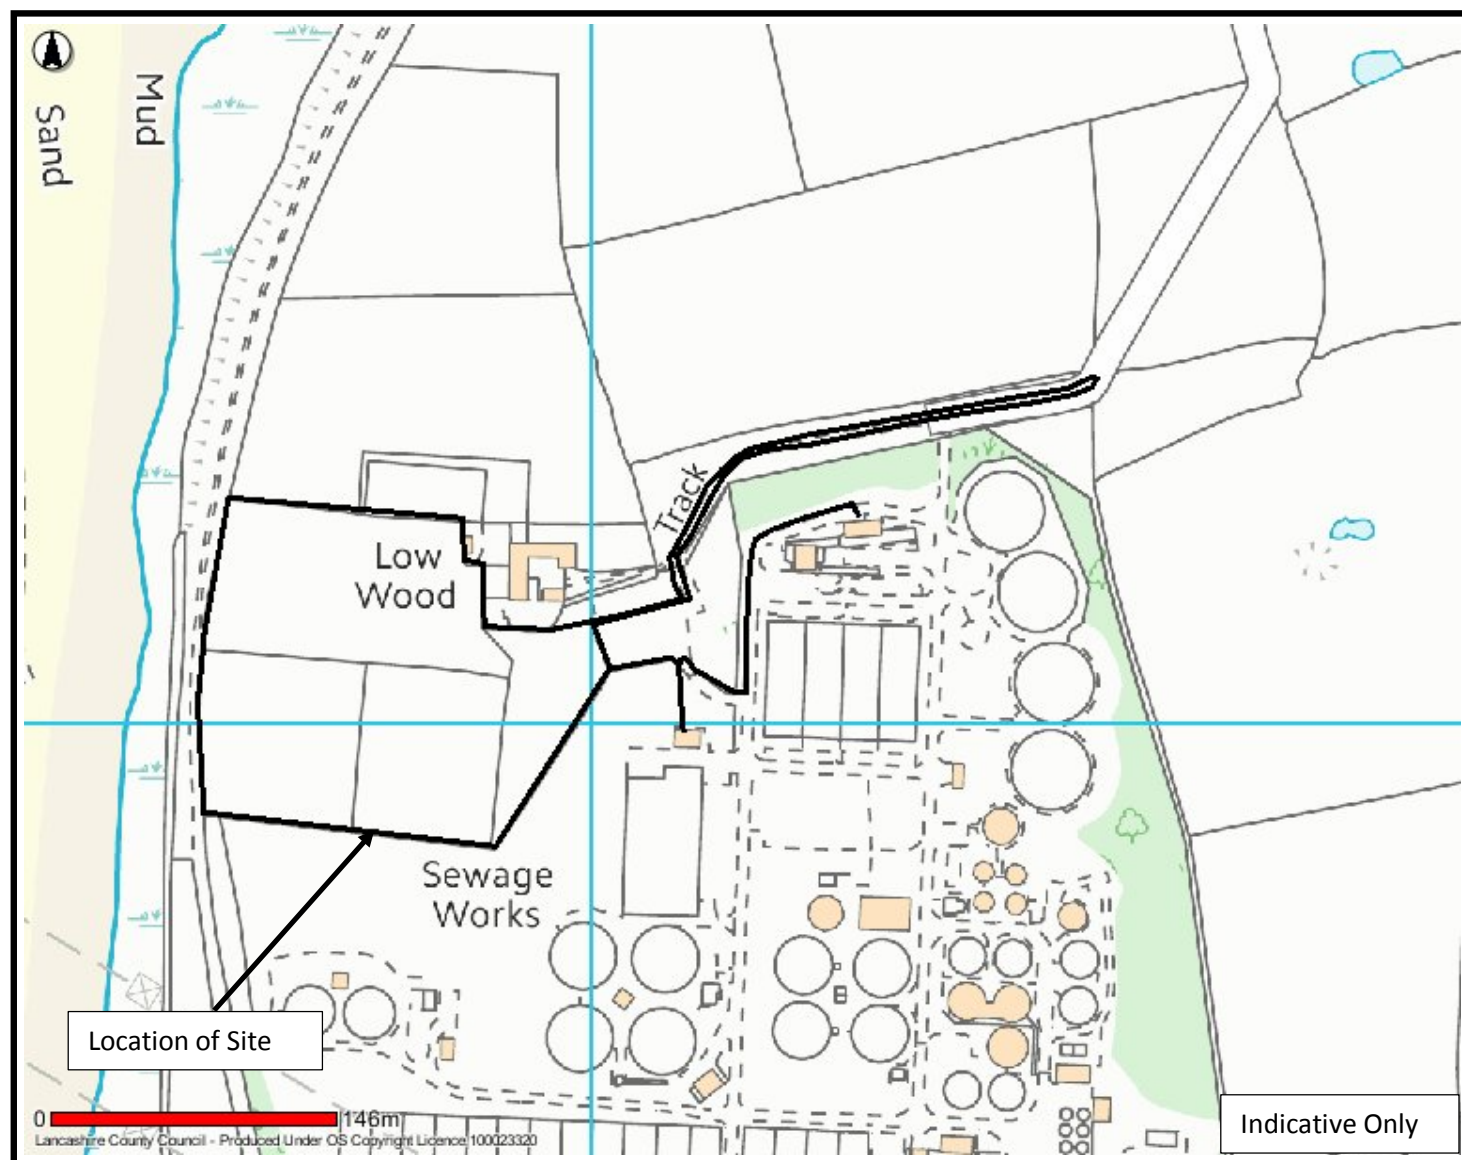 Mud
Sand
Track
Low
Wood
Sewage
Works
Location of Site
0 146m
Lancashire County Council - Produced Under OS Copyright Licence 100023320
Indicative Only